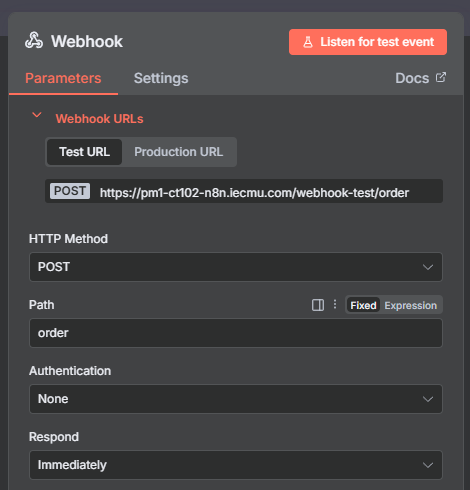 Webhook
Listen for test event
Parameters Settings Docs
Webhook URLs
Test URL Production URL
POST https://pm1-ct102-n8n.iecmu.com/webhook-test/order
HTTP Method
POST
Path Fixed Expression
order
Authentication
None
Respond
Immediately